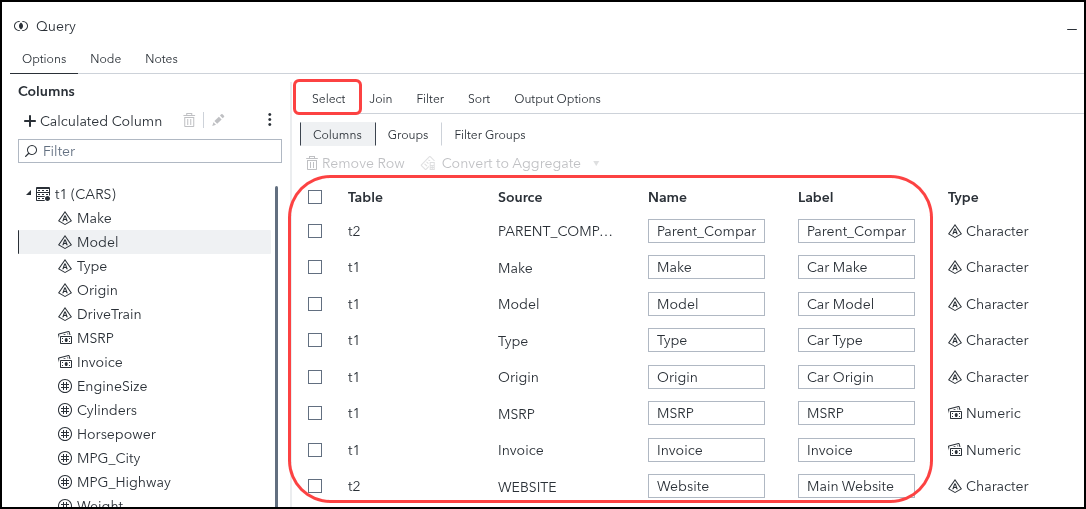 Query
Options Node Notes
Columns
+ Calculated Column
Filter
t1 (CARS)
Make
Model
Type
Origin
DriveTrain
MSRP
Invoice
EngineSize
Cylinders
Horsepower
MPG_City
MPG_Highway
Weight
Select Join Filter Sort Output Options
Columns Groups Filter Groups
Remove Row Convert to Aggregate
Table Source Name Label Type
t2 PARENT_COMP... Parent_Compar Parent_Compar Character
t1 Make Make Car Make Character
t1 Model Model Car Model Character
t1 Type Type Car Type Character
t1 Origin Origin Car Origin Character
t1 MSRP MSRP MSRP Numeric
t1 Invoice Invoice Invoice Numeric
t2 WEBSITE Website Main Website Character